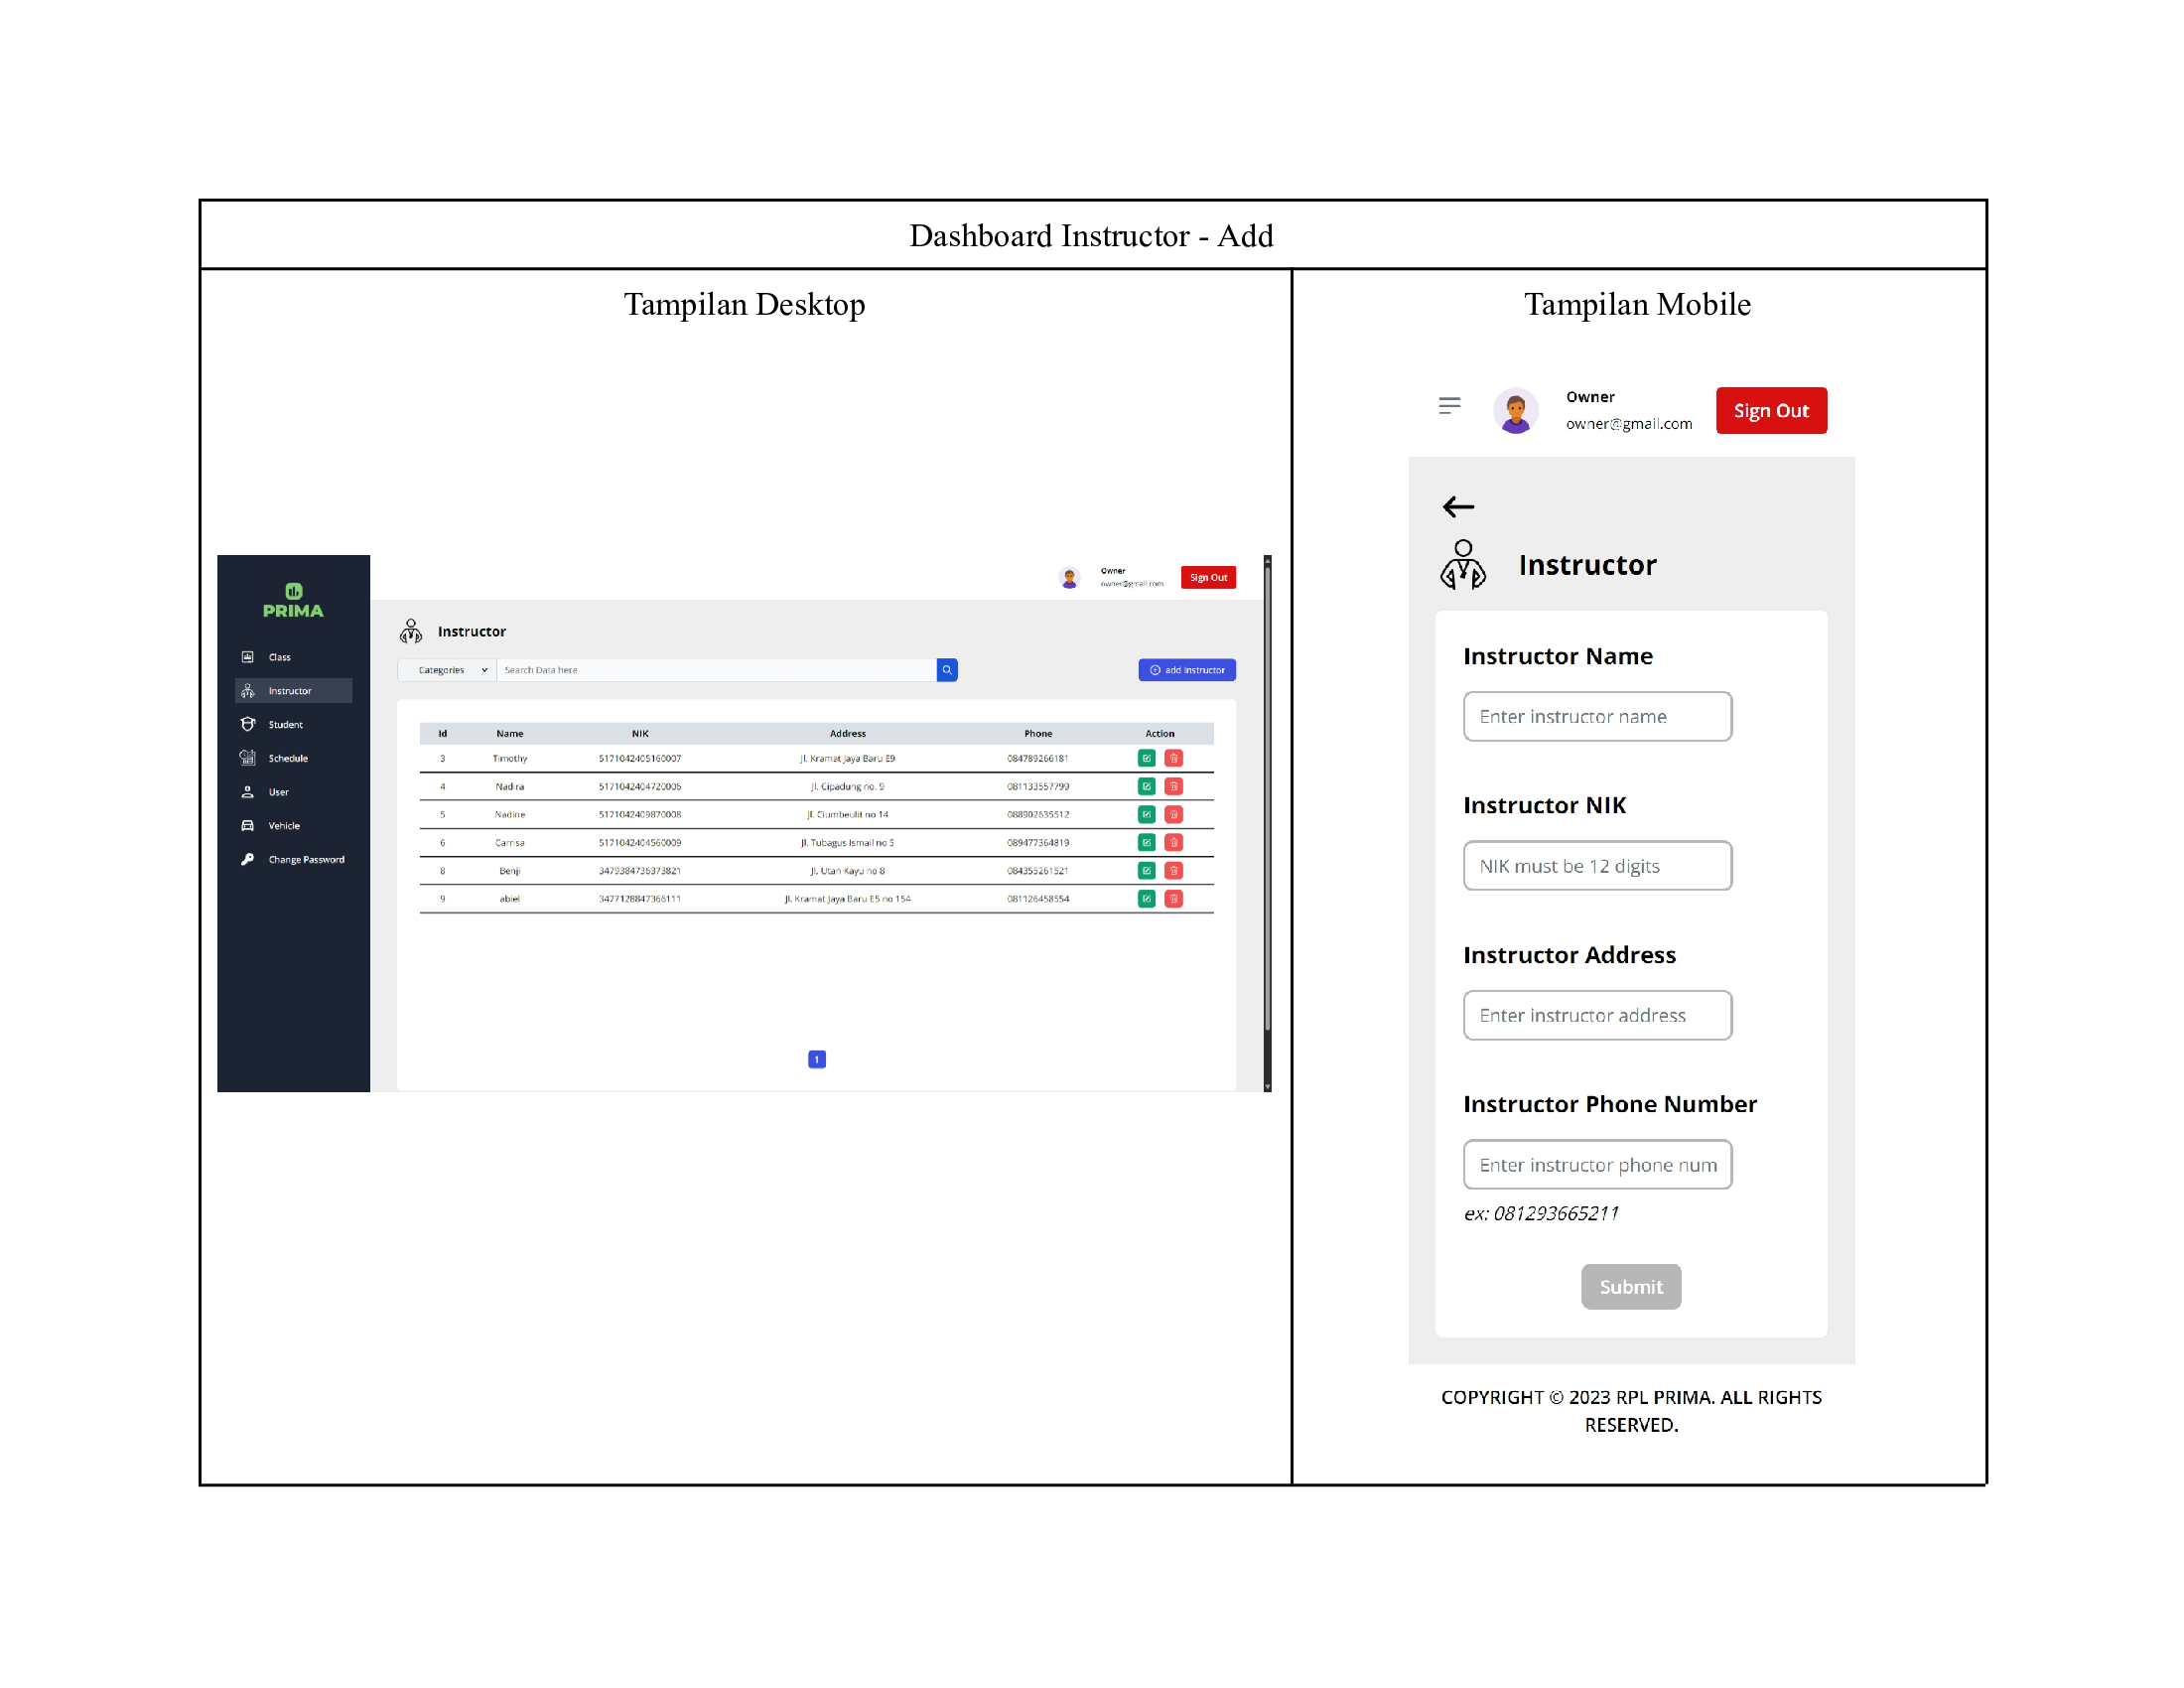 Dashboard Instructor - Add
Tampilan Desktop
PRIMA
Class
Instructor
Student
Schedule
User
Vehicle
Change Password
Owner
owner@gmail.com
Sign Out
Instructor
Categories Search Data here
add instructor
Id Name NIK Address Phone Action
3 Timothy 5171042405160007 Jl. Kramat Jaya Baru E9 084789266181
4 Nadira 5171042404720006 Jl. Cipadung no. 9 081133557799
5 Nadine 5171042409870008 Jl. Ciumbeulit no 14 088902635512
6 Carrisa 5171042404560009 Jl. Tubagus Ismail no 5 089477364819
8 Benji 3479384736373821 Jl. Utan Kayu no 8 084355261521
9 abiel 3477128847366111 Jl. Kramat Jaya Baru E5 no 154 081126458554
1
Tampilan Mobile
Owner
owner@gmail.com
Sign Out
Instructor
Instructor Name
Enter instructor name
Instructor NIK
NIK must be 12 digits
Instructor Address
Enter instructor address
Instructor Phone Number
Enter instructor phone num
ex: 081293665211
Submit
COPYRIGHT © 2023 RPL PRIMA. ALL RIGHTS
RESERVED.